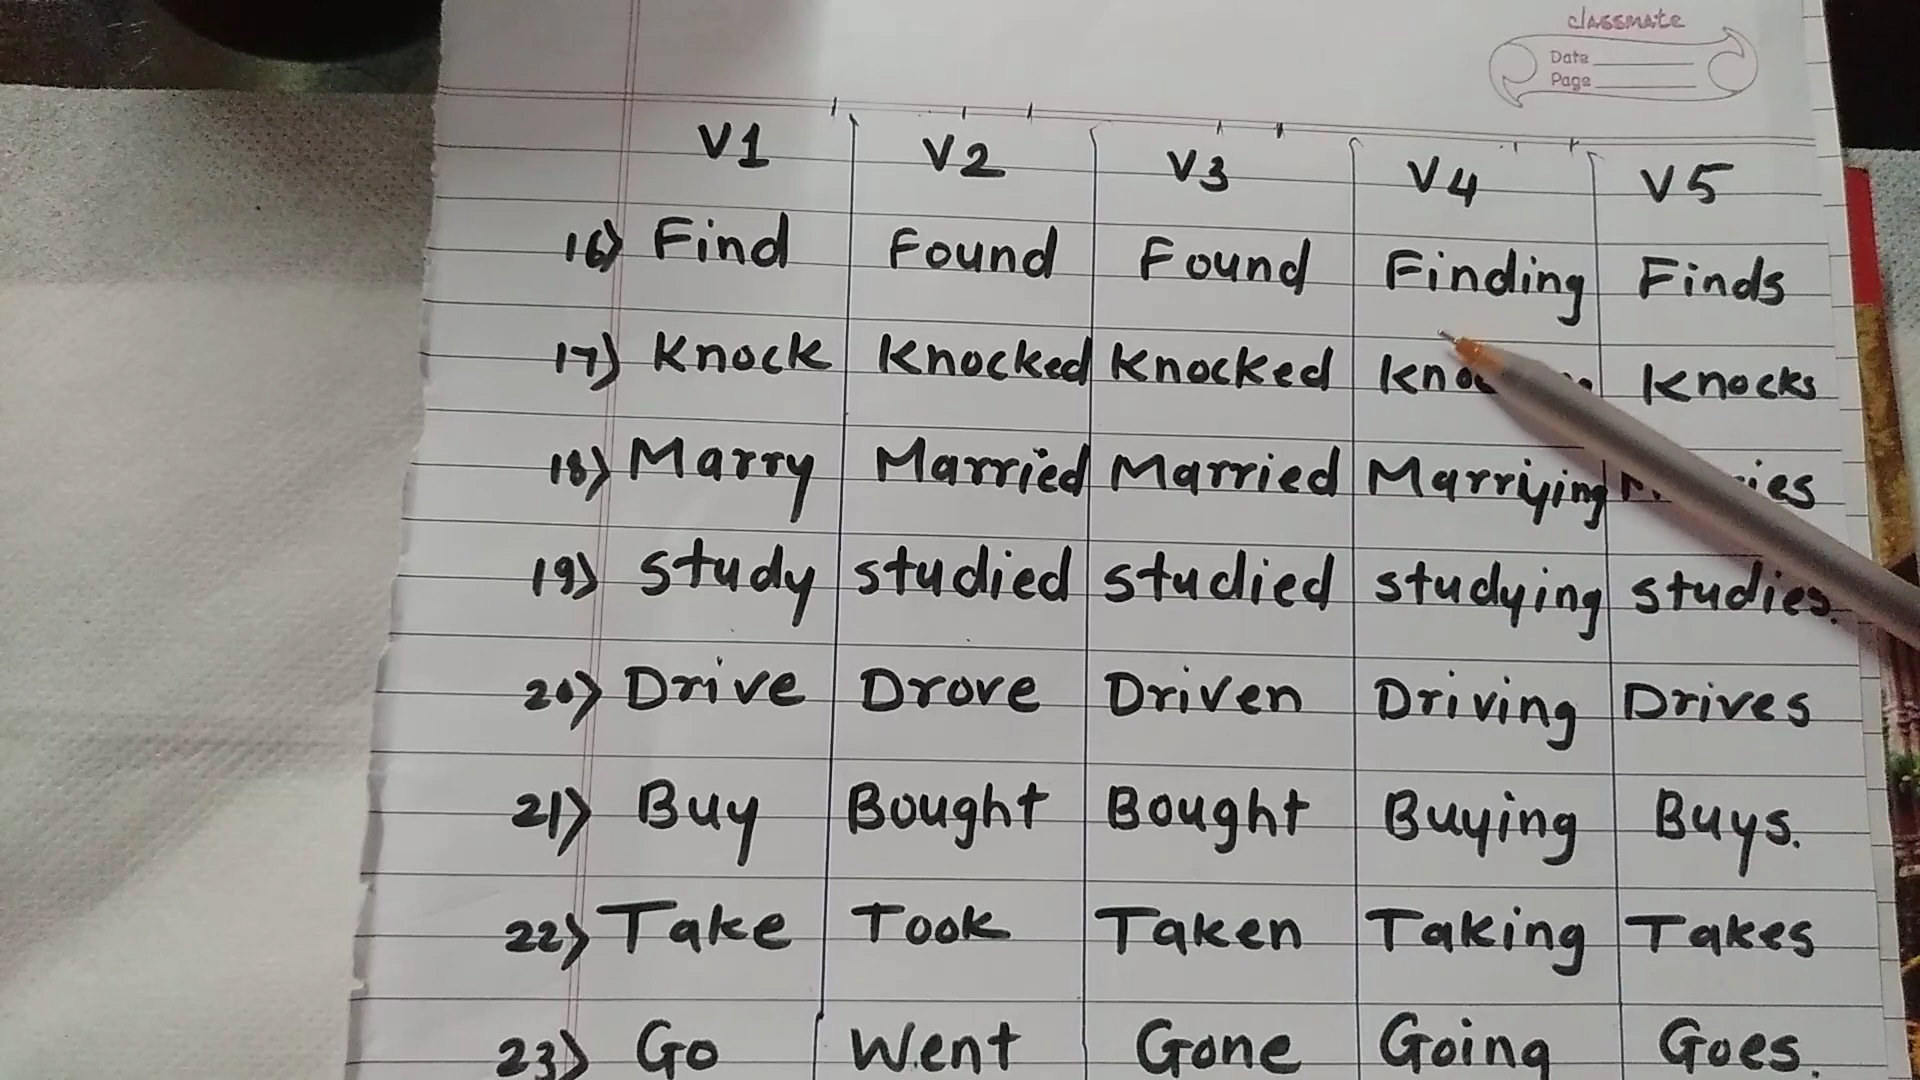 classmate
Date
Page
V1 V2 V3 V4 V5
16) Find Found Found Finding Finds
17) Knock Knocked Knocked Knocks
18) Marry Married Married Marriying
19) Study studied studied studying studies.
20) Drive Drove Driven Driving Drives
21) Buy Bought Bought Buying Buys.
22) Take Took Taken Taking Takes
23) Go Went Gone Going Goes.